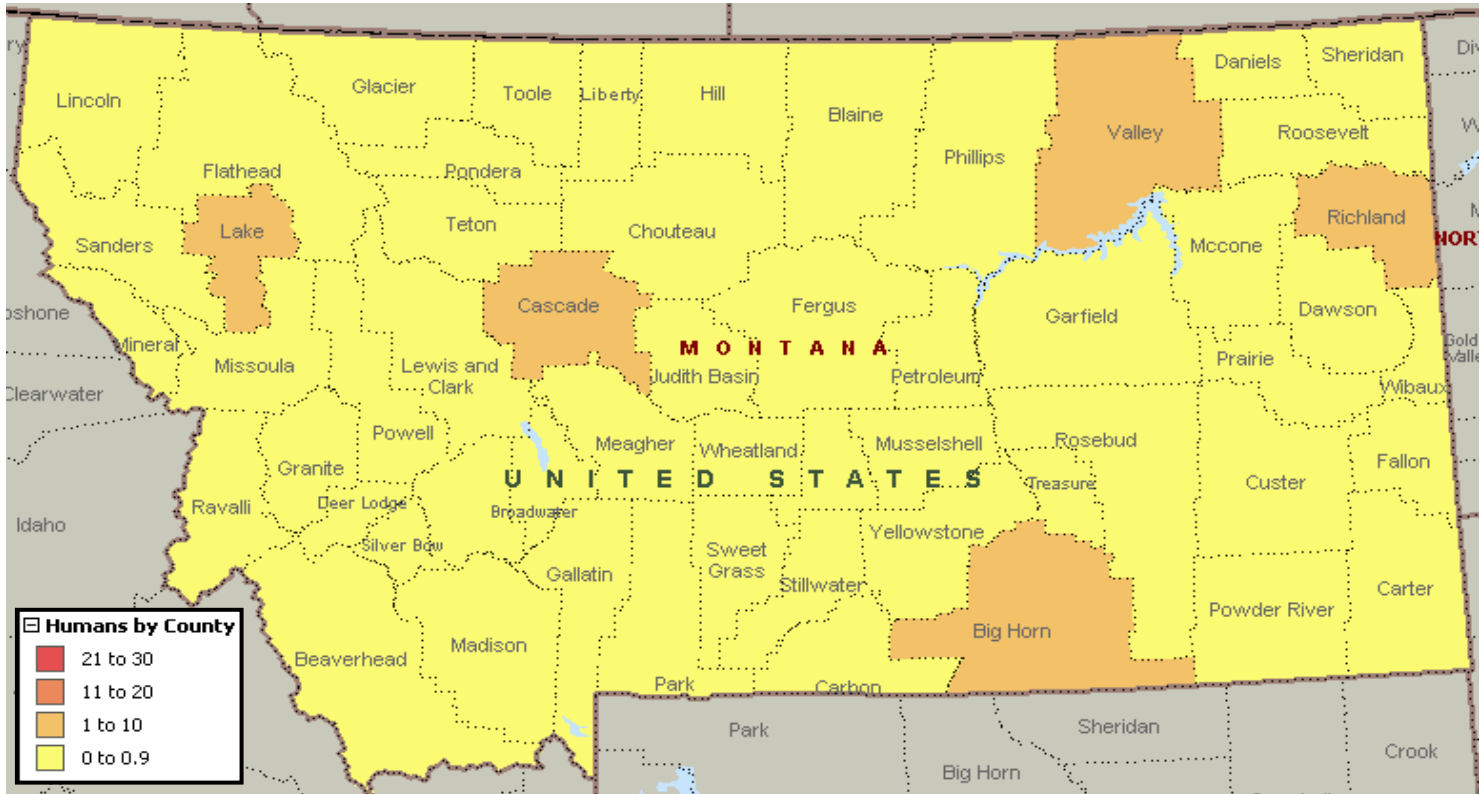 Daniels
Sheridan
Lincoln
Glacier
Toole
Liberty
Hill
Blaine
Valley
Roosevelt
Phillips
Flathead
Pondera
Lake
Teton
Chouteau
Richland
Sanders
Mccone
NOR
Cascade
Fergus
Garfield
Dawson
oshone
Mineral
MONTANA
Gold
Valle
Missoula
Lewis and
Clark
Judith Basin
Petroleum
Prairie
Wibaux
Clearwater
Powell
Meagher
Wheatland
Musselshell
Rosebud
Granite
UNITED STATES
Treasure
Custer
Fallon
Ravalli
Deer Lodge
Broadwater
Idaho
Silver Bow
Yellowstone
Gallatin
Sweet
Grass
Stillwater
Carter
Powder River
Big Horn
Madison
Beaverhead
Park
Carbon
Humans by County
21 to 30
11 to 20
1 to 10
0 to 0.9
Park
Sheridan
Crook
Big Horn